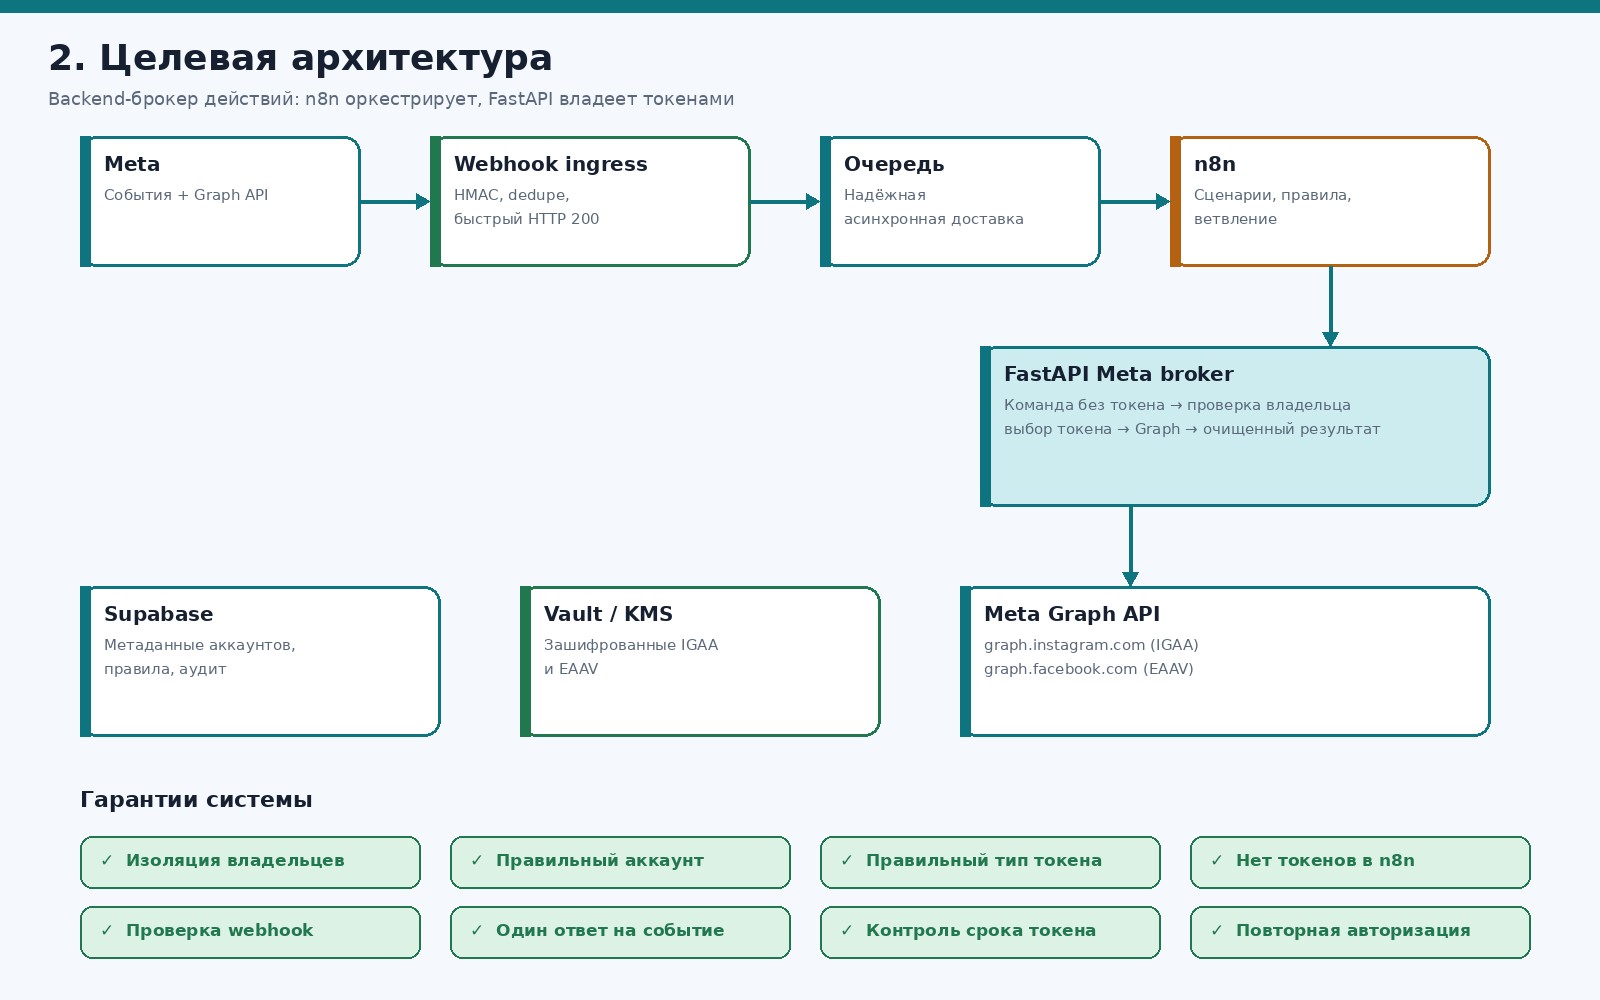 2. Целевая архитектура
Backend-брокер действий: n8n оркестрирует, FastAPI владеет токенами
Meta
События + Graph API
Webhook ingress
HMAC, dedupe,
быстрый HTTP 200
Очередь
Надёжная
асинхронная доставка
n8n
Сценарии, правила,
ветвление
FastAPI Meta broker
Команда без токена → проверка владельца
выбор токена → Graph → очищенный результат
Supabase
Метаданные аккаунтов,
правила, аудит
Vault / KMS
Зашифрованные IGAA
и EAAV
Meta Graph API
graph.instagram.com (IGAA)
graph.facebook.com (EAAV)
Гарантии системы
✓ Изоляция владельцев
✓ Правильный аккаунт
✓ Правильный тип токена
✓ Нет токенов в n8n
✓ Проверка webhook
✓ Один ответ на событие
✓ Контроль срока токена
✓ Повторная авторизация